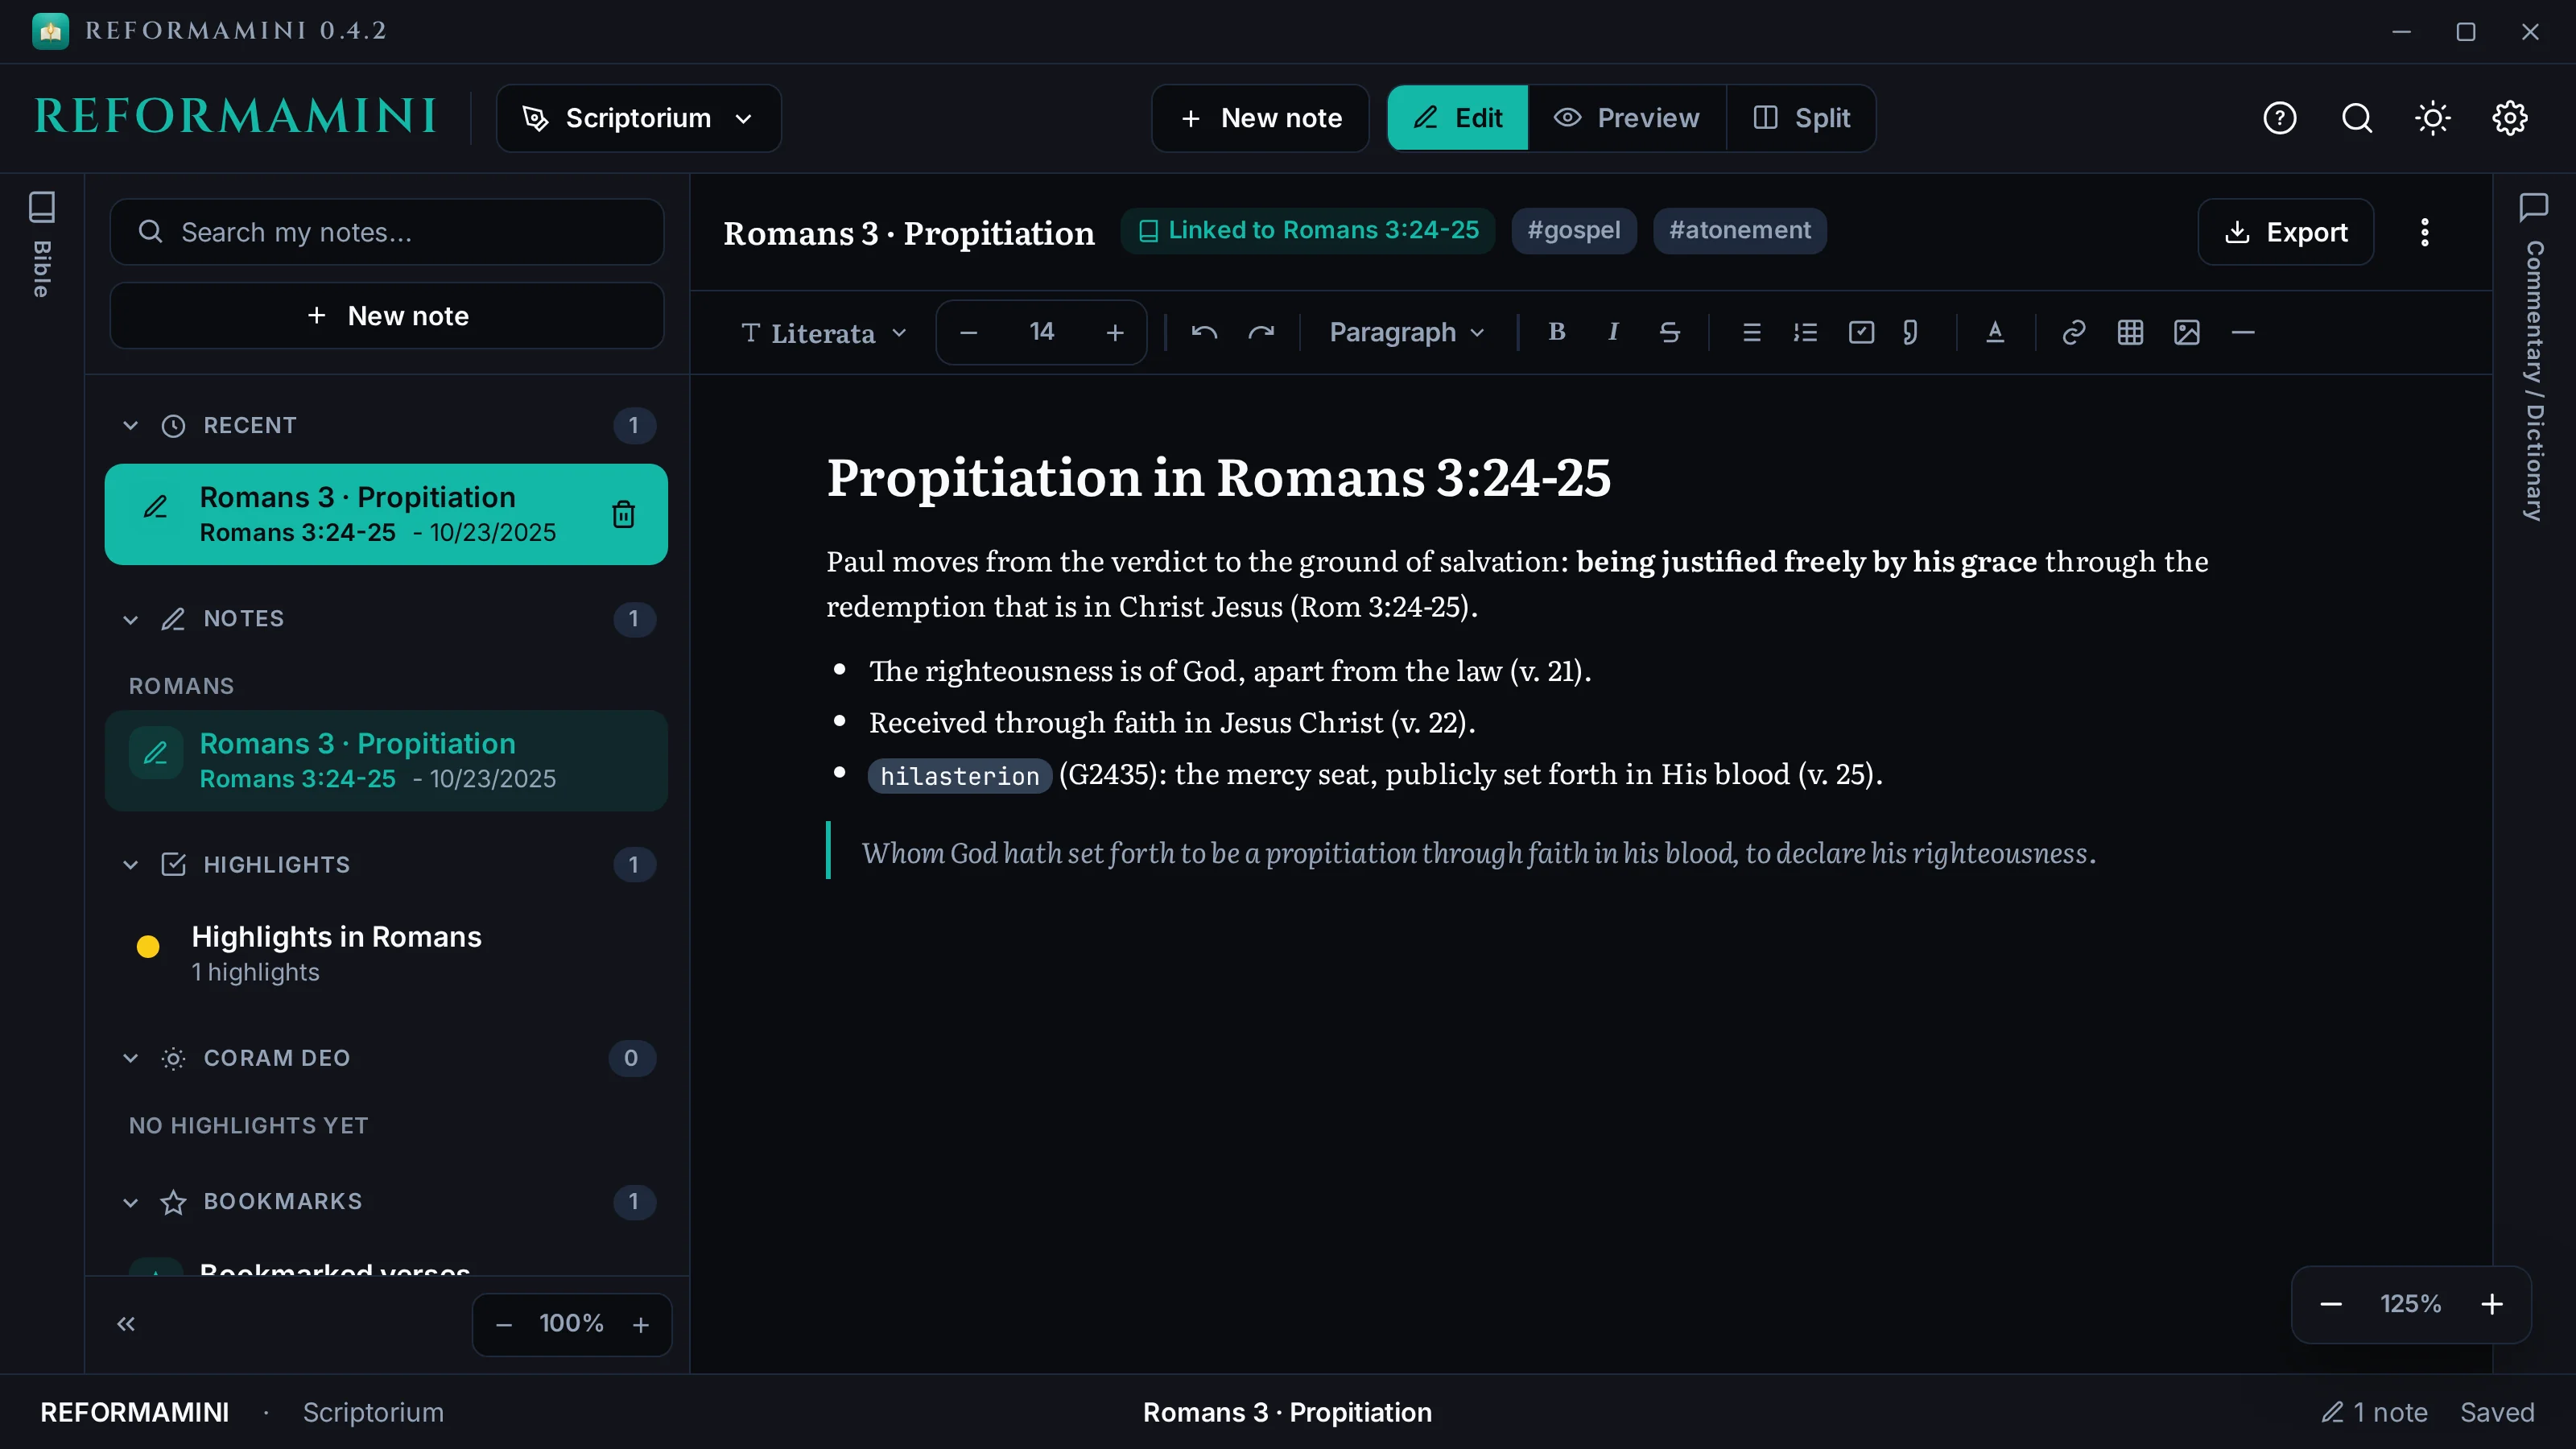 REFORMAMINI 0.4.2
REFORMAMINI
Scriptorium
New note
Edit
Preview
Split
Bible
Search my notes...
New note
RECENT
1
Romans 3 · Propitiation
Romans 3:24-25 - 10/23/2025
NOTES
1
ROMANS
Romans 3 · Propitiation
Romans 3:24-25 - 10/23/2025
HIGHLIGHTS
1
Highlights in Romans
1 highlights
CORAM DEO
0
NO HIGHLIGHTS YET
BOOKMARKS
1
Bookmarked verses
100%
Romans 3 · Propitiation
Linked to Romans 3:24-25
#gospel
#atonement
Export
Literata
14
Paragraph
B
I
S
A
Propitiation in Romans 3:24-25
Paul moves from the verdict to the ground of salvation: being justified freely by his grace through the
redemption that is in Christ Jesus (Rom 3:24-25).
• The righteousness is of God, apart from the law (v. 21).
• Received through faith in Jesus Christ (v. 22).
• hilasterion (G2435): the mercy seat, publicly set forth in His blood (v. 25).
Whom God hath set forth to be a propitiation through faith in his blood, to declare his righteousness.
Commentary / Dictionary
125%
REFORMAMINI · Scriptorium
Romans 3 · Propitiation
1 note
Saved